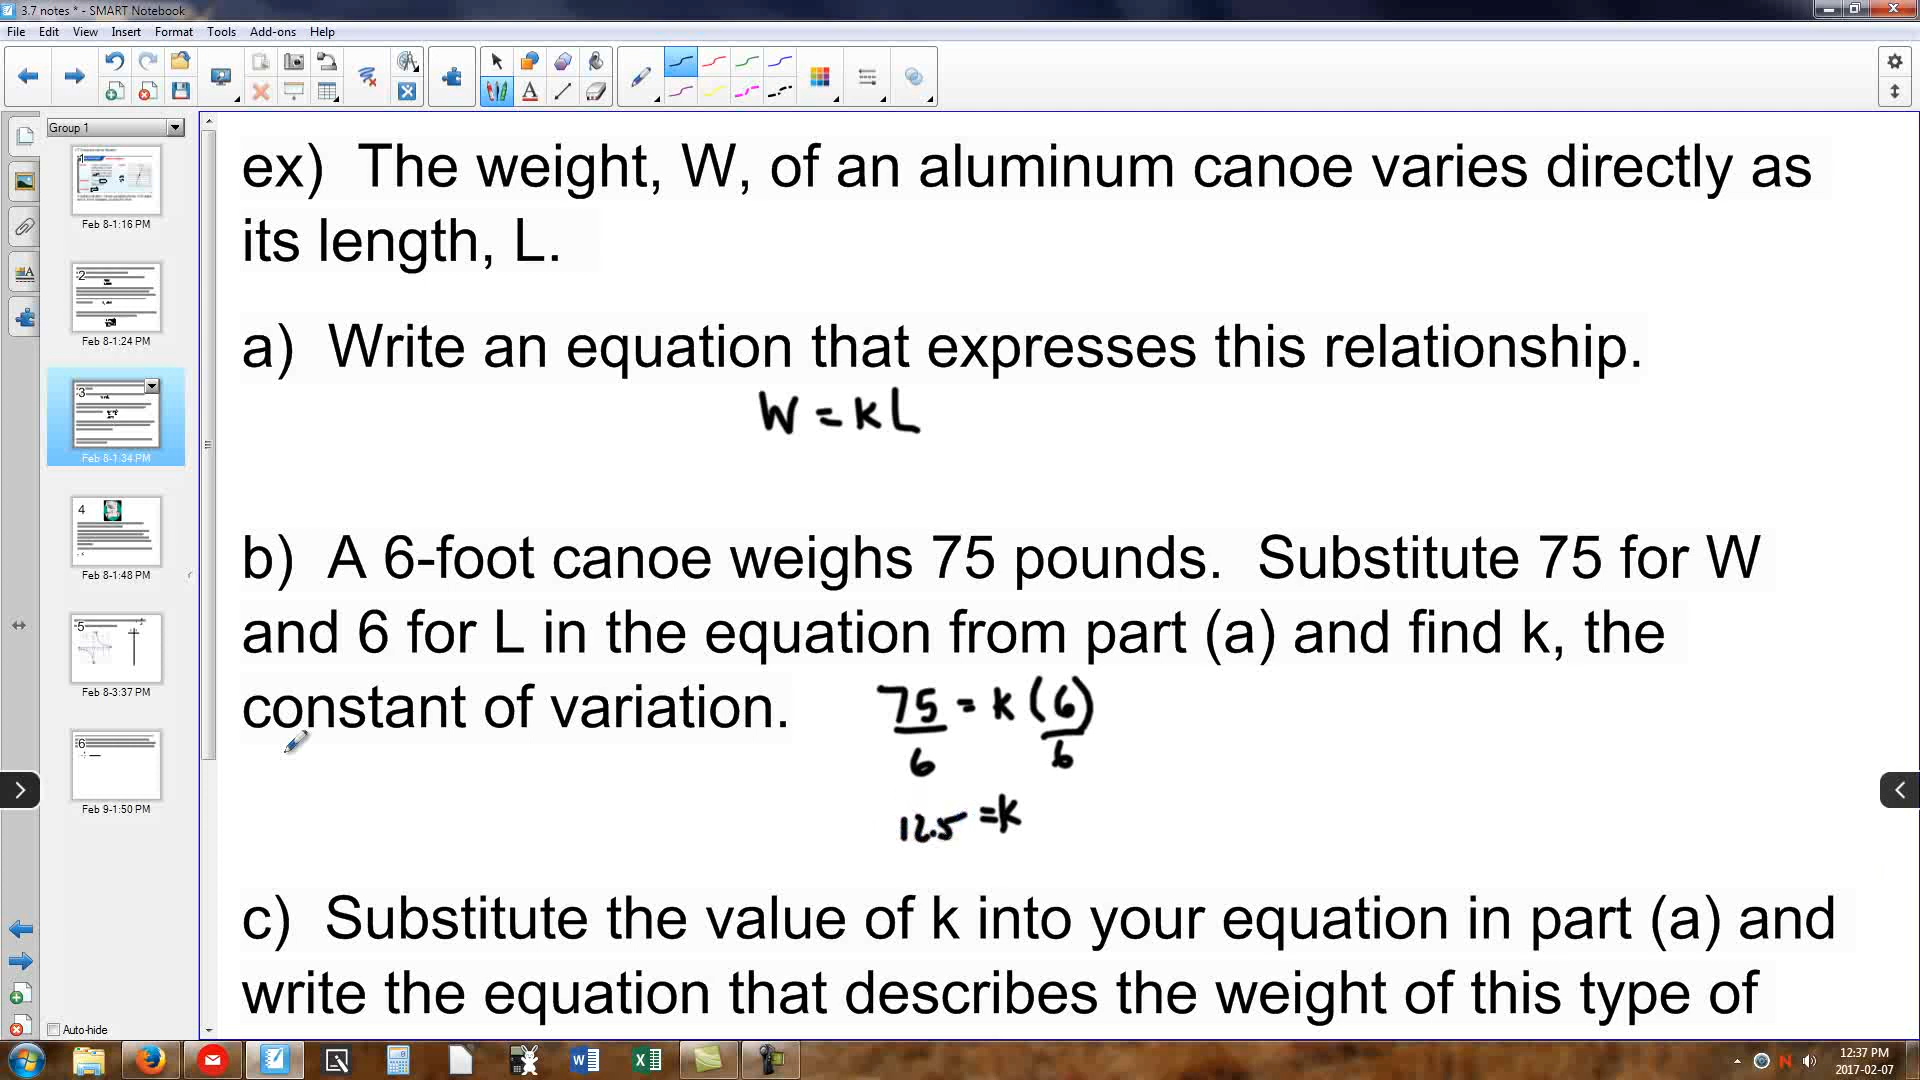 3.7 notes * - SMART Notebook
File Edit View Insert Format Tools Add-ons Help
Group 1
Feb 8-1:16 PM
2
Feb 8-1:24 PM
3
Feb 8-1:34 PM
4
Feb 8-1:48 PM
5
Feb 8-3:37 PM
6
Feb 9-1:50 PM
Auto-hide
ex) The weight, W, of an aluminum canoe varies directly as
its length, L.
a) Write an equation that expresses this relationship.
W = kL
b) A 6-foot canoe weighs 75 pounds. Substitute 75 for W
and 6 for L in the equation from part (a) and find k, the
constant of variation.
75 = k (6)
6 6
12.5 = k
c) Substitute the value of k into your equation in part (a) and
write the equation that describes the weight of this type of
12:37 PM
2017-02-07